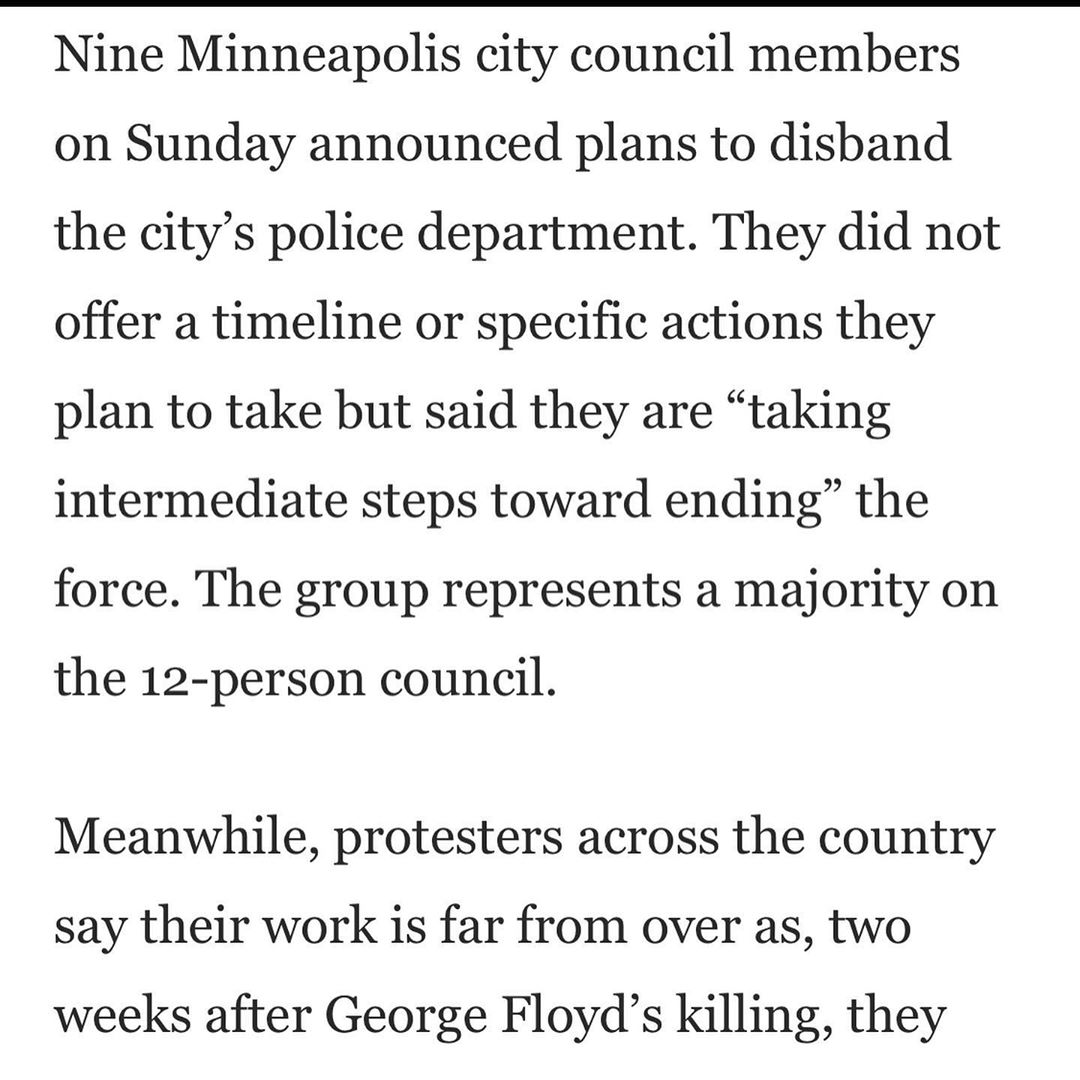 Nine Minneapolis city council members
on Sunday announced plans to disband
the city’s police department. They did not
offer a timeline or specific actions they
plan to take but said they are “taking
intermediate steps toward ending” the
force. The group represents a majority on
the 12-person council.
Meanwhile, protesters across the country
say their work is far from over as, two
weeks after George Floyd’s killing, they